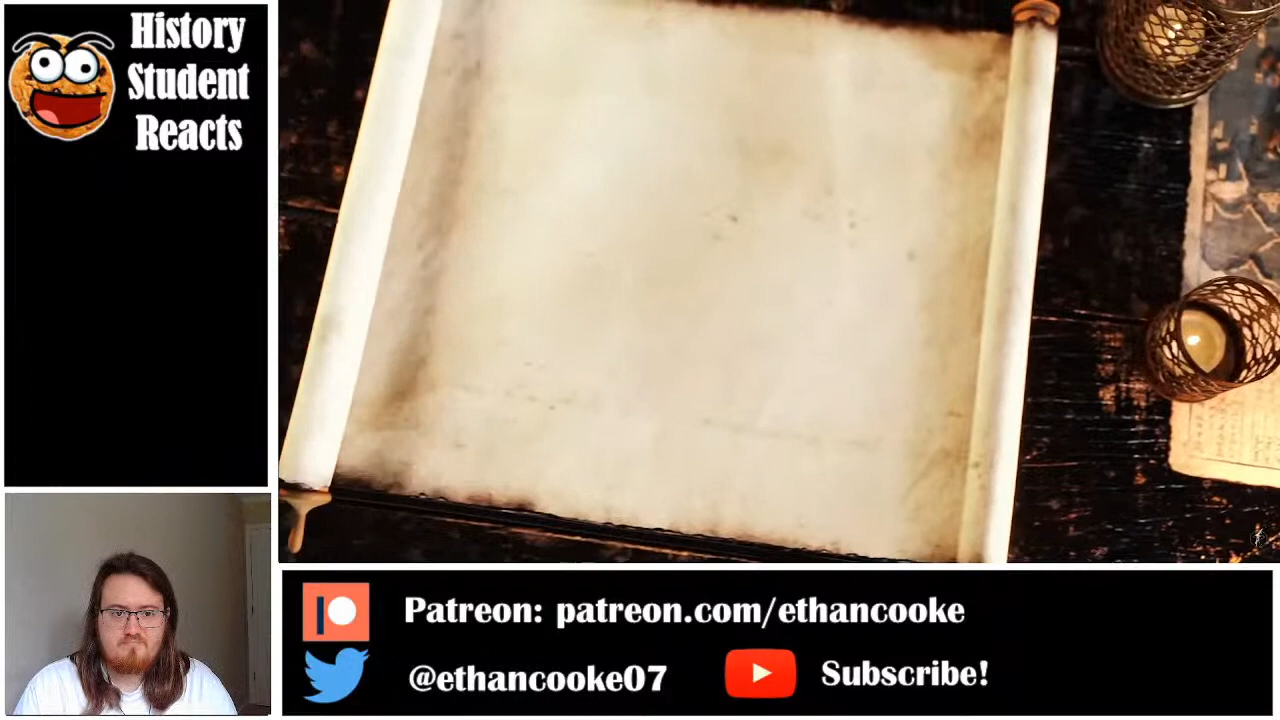 History
Student
Reacts
Patreon: patreon.com/ethancooke
@ethancooke07
Subscribe!